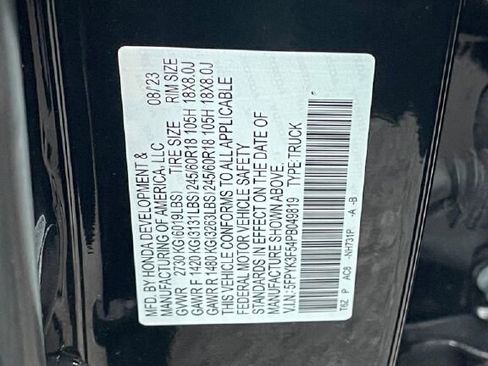 MFD. BY HONDA DEVELOPMENT &
MANUFACTURING OF AMERICA, LLC 08/23
GVWR 2730 KG(6019LBS) TIRE SIZE RIM SIZE
GAWR F 1420 KG(3131LBS) 245/60R18 105H 18X8.0J
GAWR R 1480 KG(3263LBS) 245/60R18 105H 18X8.0J
THIS VEHICLE CONFORMS TO ALL APPLICABLE
FEDERAL MOTOR VEHICLE SAFETY
STANDARDS IN EFFECT ON THE DATE OF
MANUFACTURE SHOWN ABOVE.
V.I.N.: 5FPYK3F54PB049819 TYPE:TRUCK
T6Z P AC8 -NH731P -A -B